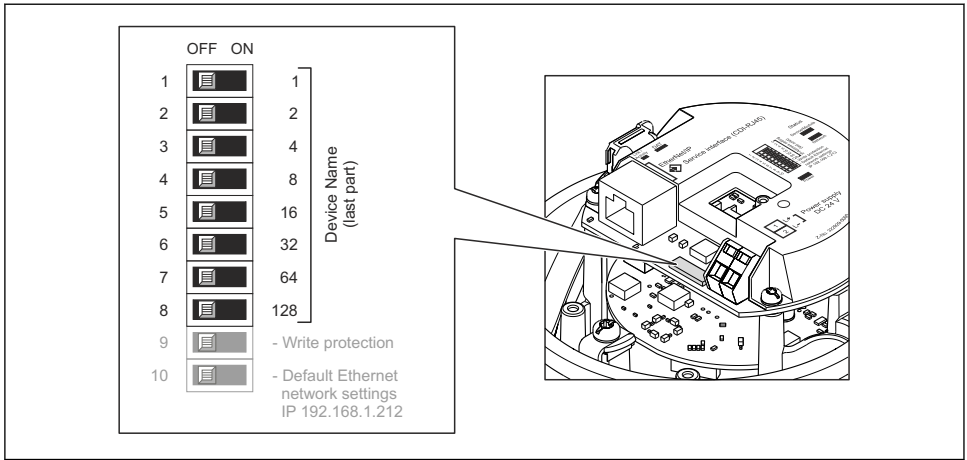 OFF ON
1 1
2 2
3 4
4 8
5 16
6 32
7 64
8 128
Device Name
(last part)
9 - Write protection
10 - Default Ethernet
network settings
IP 192.168.1.212
EtherNet/IP
Service interface (CDI-RJ45)
Status
Power supply
DC 24 V
L+
L-